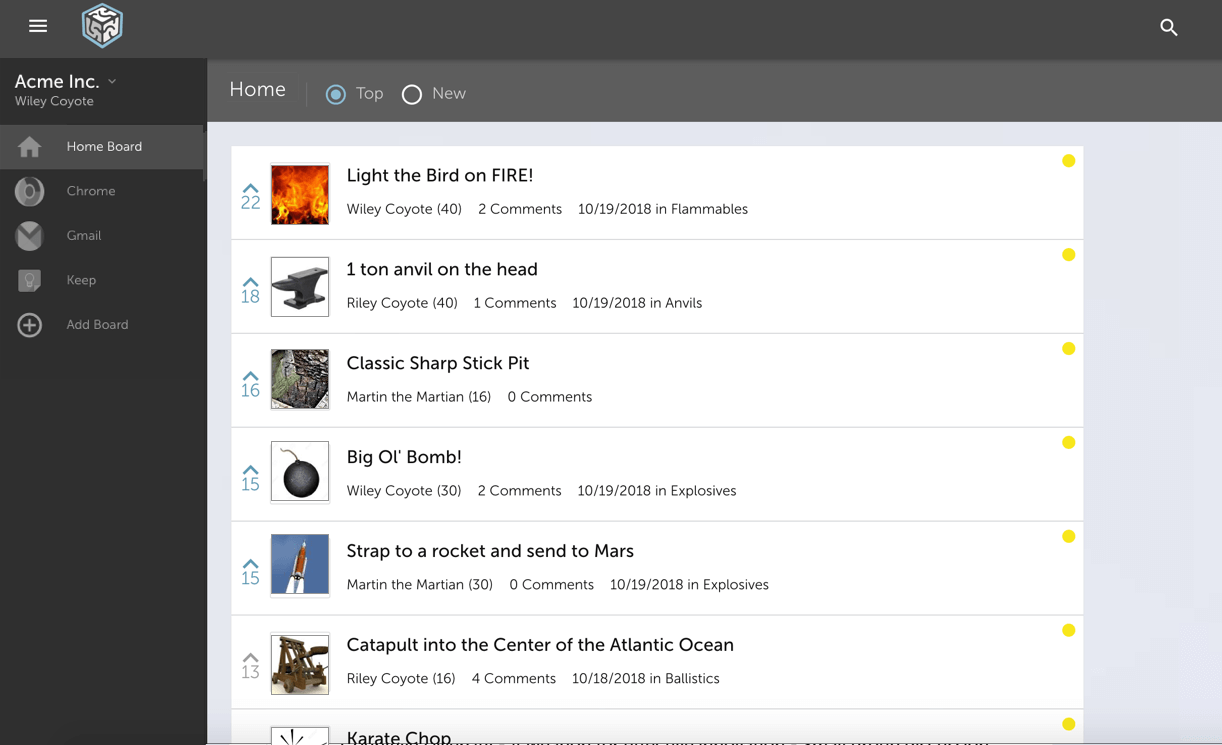 Acme Inc.
Wiley Coyote
Home Board
Chrome
Gmail
Keep
Add Board
Home
Top
New
22
Light the Bird on FIRE!
Wiley Coyote (40) 2 Comments 10/19/2018 in Flammables
18
1 ton anvil on the head
Riley Coyote (40) 1 Comments 10/19/2018 in Anvils
16
Classic Sharp Stick Pit
Martin the Martian (16) 0 Comments
15
Big Ol' Bomb!
Wiley Coyote (30) 2 Comments 10/19/2018 in Explosives
15
Strap to a rocket and send to Mars
Martin the Martian (30) 0 Comments 10/19/2018 in Explosives
13
Catapult into the Center of the Atlantic Ocean
Riley Coyote (16) 4 Comments 10/18/2018 in Ballistics
Karate Chop